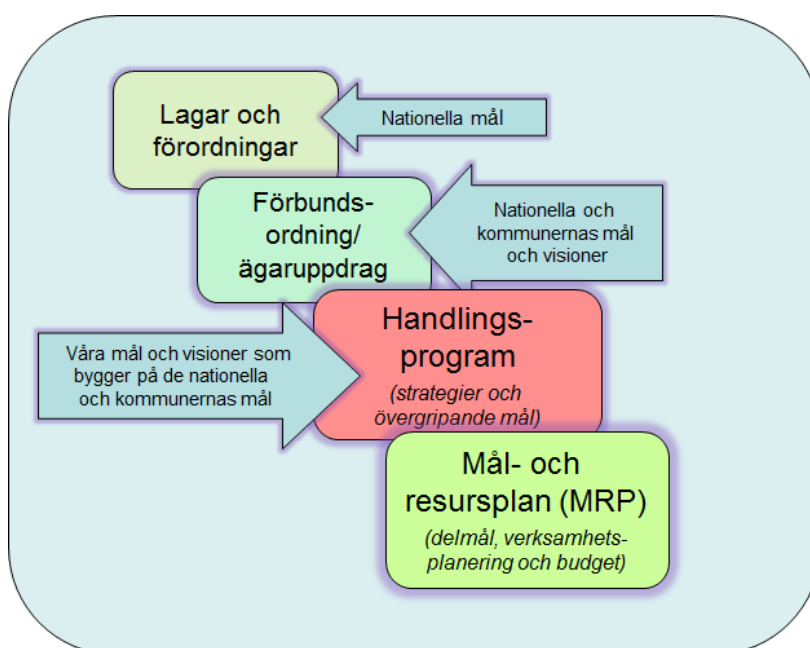 Lagar och
förordningar
Nationella mål
Förbunds-
ordning/
ägaruppdrag
Nationella och
kommunernas mål
och visioner
Handlings-
program
(strategier och
övergripande mål)
Våra mål och visioner som
bygger på de nationella
och kommunernas mål
Mål- och
resursplan (MRP)
(delmål, verksamhets-
planering och budget)